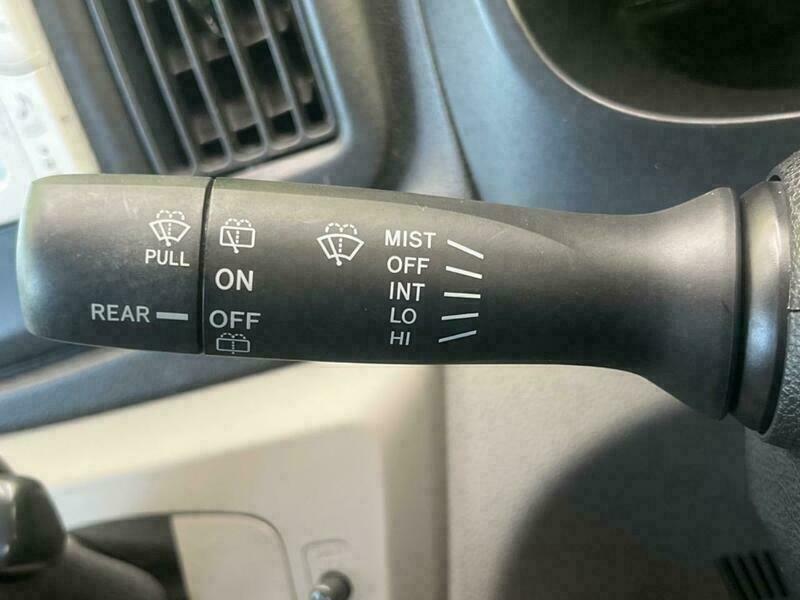 PULL
REAR
ON
OFF
MIST
OFF
INT
LO
HI